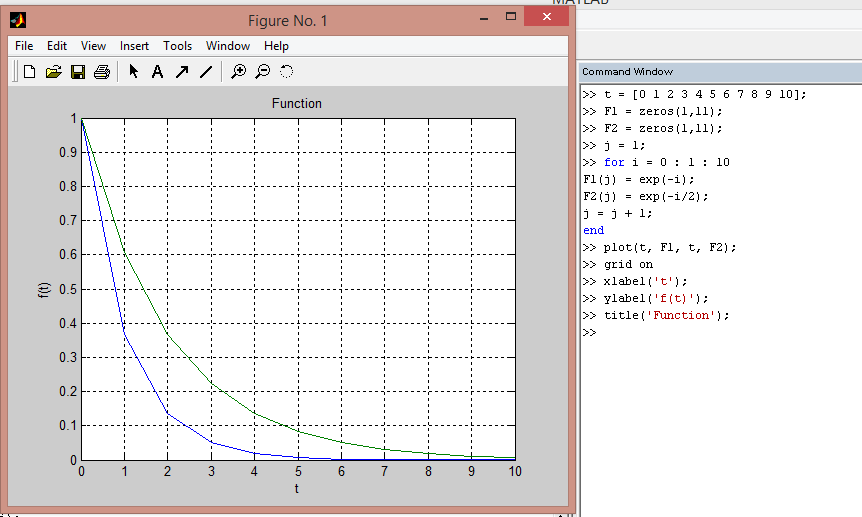 MATLAB
Figure No. 1
File Edit View Insert Tools Window Help
Function
1
0.9
0.8
0.7
0.6
0.5
0.4
0.3
0.2
0.1
0
f(t)
0 1 2 3 4 5 6 7 8 9 10
t
Command Window
>> t = [0 1 2 3 4 5 6 7 8 9 10];
>> F1 = zeros(1,11);
>> F2 = zeros(1,11);
>> j = 1;
>> for i = 0 : 1 : 10
F1(j) = exp(-i);
F2(j) = exp(-i/2);
j = j + 1;
end
>> plot(t, F1, t, F2);
>> grid on
>> xlabel('t');
>> ylabel('f(t)');
>> title('Function');
>>